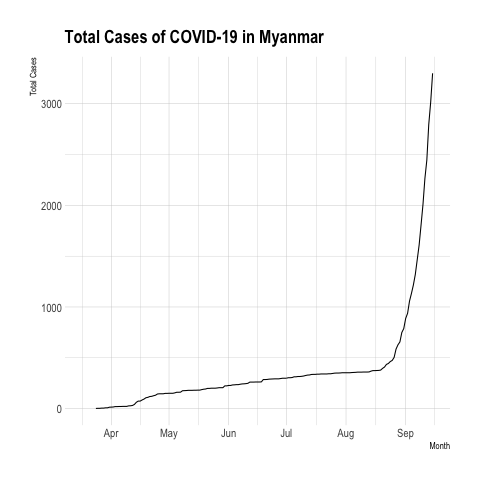 Total Cases of COVID-19 in Myanmar
Total Cases
3000
2000
1000
0
Apr May Jun Jul Aug Sep
Month